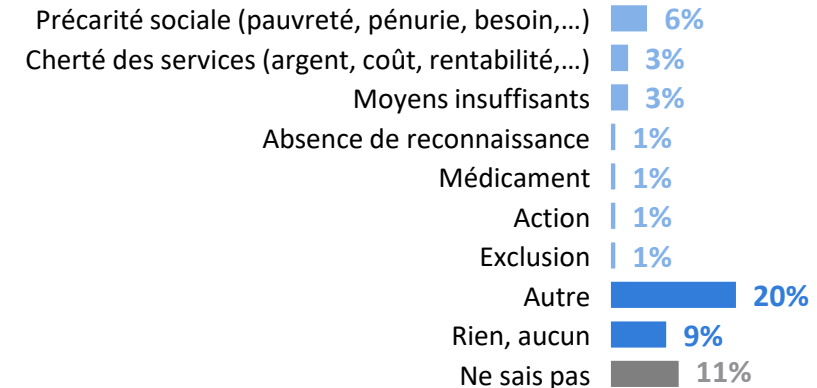 Précarité sociale (pauvreté, pénurie, besoin,…) 6%
Cherté des services (argent, coût, rentabilité,…) 3%
Moyens insuffisants 3%
Absence de reconnaissance 1%
Médicament 1%
Action 1%
Exclusion 1%
Autre 20%
Rien, aucun 9%
Ne sais pas 11%